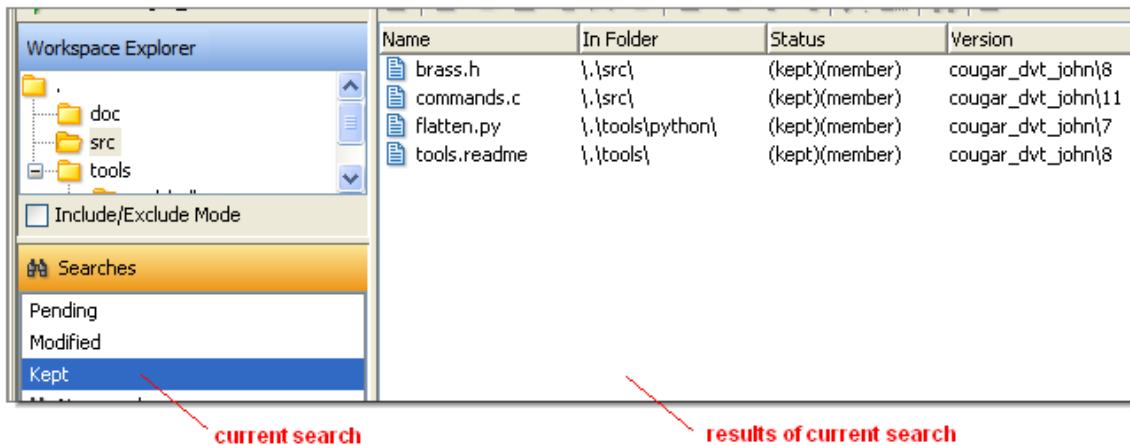 Workspace Explorer
.
doc
src
tools
Include/Exclude Mode
Searches
Pending
Modified
Kept
Name In Folder Status Version
brass.h \.\src\ (kept)(member) cougar_dvt_john\8
commands.c \.\src\ (kept)(member) cougar_dvt_john\11
flatten.py \.\tools\python\ (kept)(member) cougar_dvt_john\7
tools.readme \.\tools\ (kept)(member) cougar_dvt_john\8
current search
results of current search